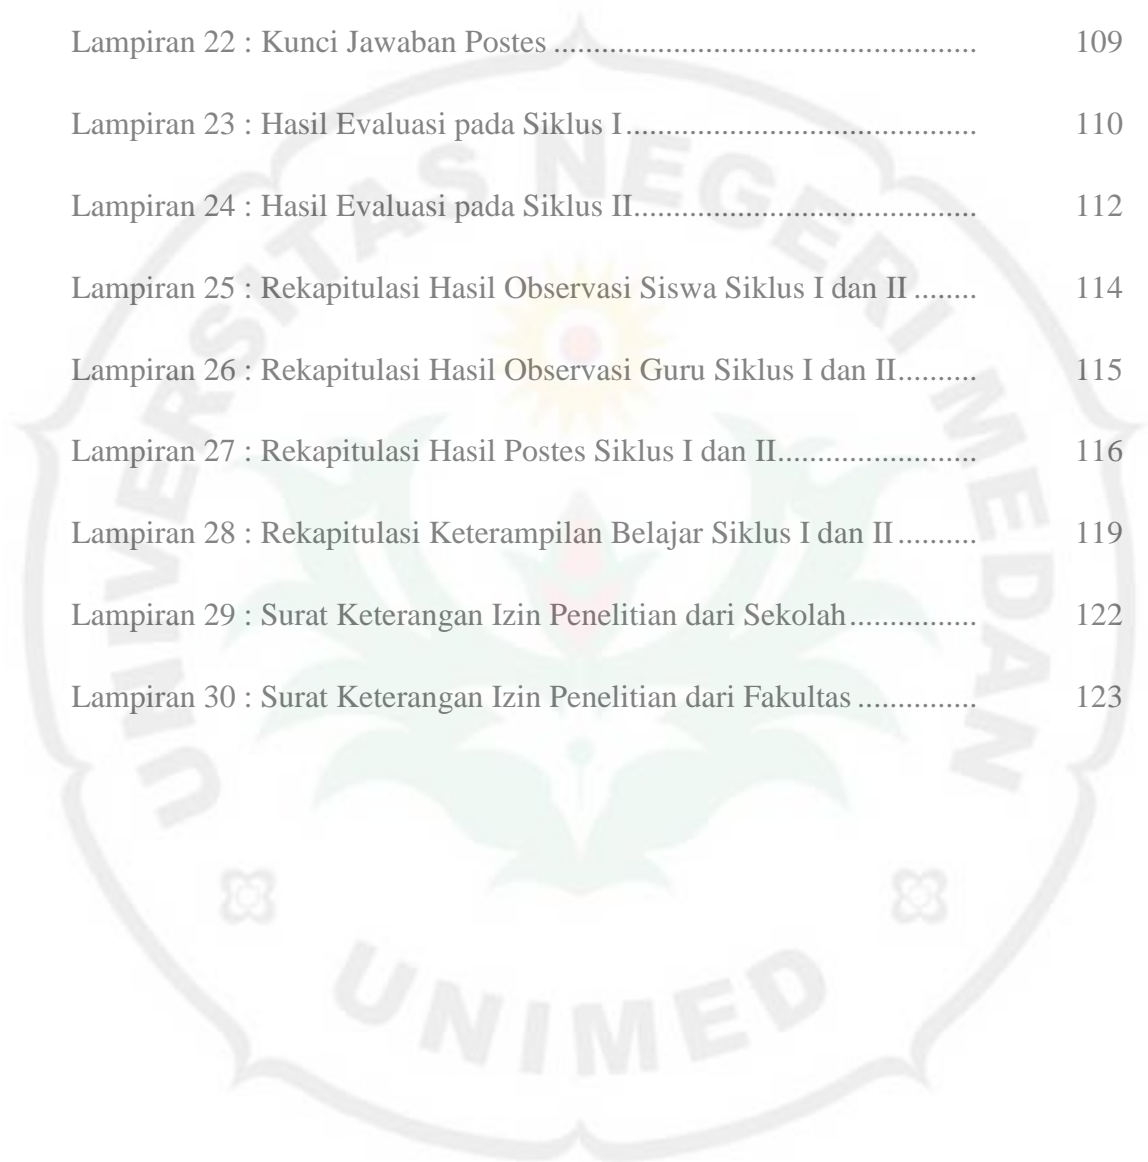 Lampiran 22 : Kunci Jawaban Postes ..................................................... 109
Lampiran 23 : Hasil Evaluasi pada Siklus I ............................................ 110
Lampiran 24 : Hasil Evaluasi pada Siklus II........................................... 112
Lampiran 25 : Rekapitulasi Hasil Observasi Siswa Siklus I dan II ........ 114
Lampiran 26 : Rekapitulasi Hasil Observasi Guru Siklus I dan II.......... 115
Lampiran 27 : Rekapitulasi Hasil Postes Siklus I dan II......................... 116
Lampiran 28 : Rekapitulasi Keterampilan Belajar Siklus I dan II .......... 119
Lampiran 29 : Surat Keterangan Izin Penelitian dari Sekolah ................ 122
Lampiran 30 : Surat Keterangan Izin Penelitian dari Fakultas ............... 123
UNIVERSITAS NEGERI MEDAN
UNIMED